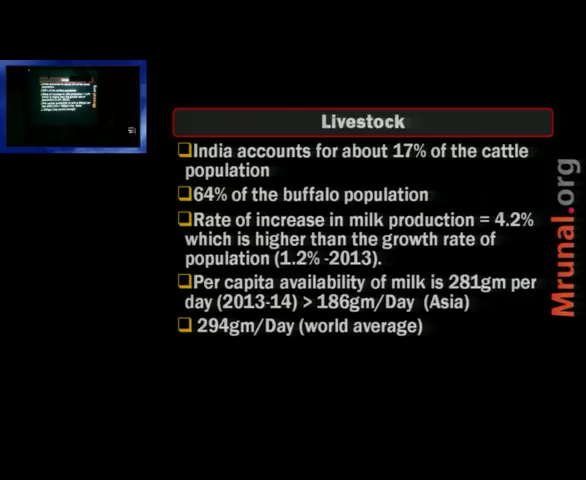 Livestock
❑India accounts for about 17% of the cattle
population
❑64% of the buffalo population
❑Rate of increase in milk production = 4.2%
which is higher than the growth rate of
population (1.2% -2013).
❑Per capita availability of milk is 281gm per
day (2013-14) > 186gm/Day (Asia)
❑ 294gm/Day (world average)
Mrunal.org